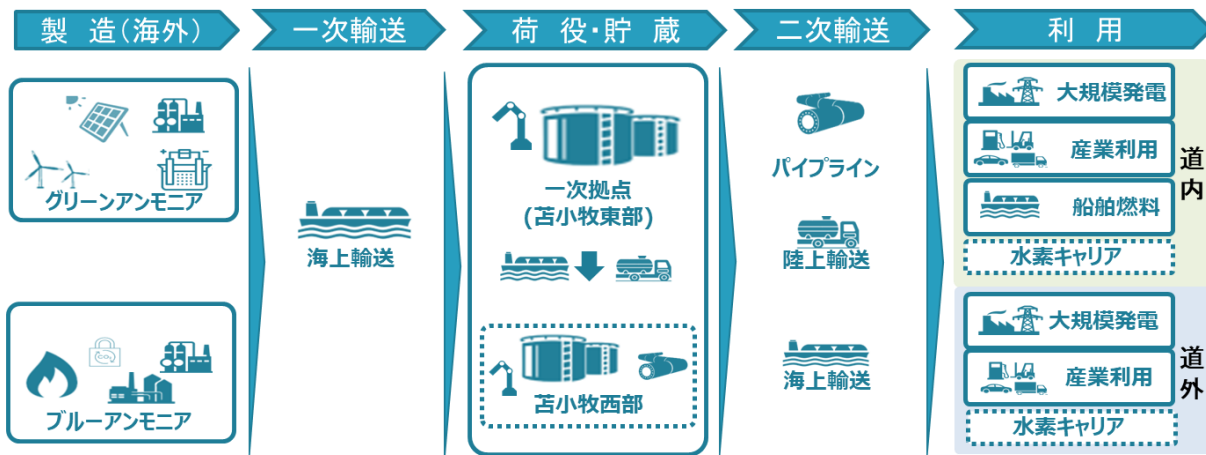 製 造(海外)
一次輸送
荷 役・貯 蔵
二次輸送
利 用
グリーンアンモニア
ブルーアンモニア
海上輸送
一次拠点
(苫小牧東部)
苫小牧西部
パイプライン
陸上輸送
海上輸送
大規模発電
産業利用
船舶燃料
水素キャリア
道内
大規模発電
産業利用
水素キャリア
道外